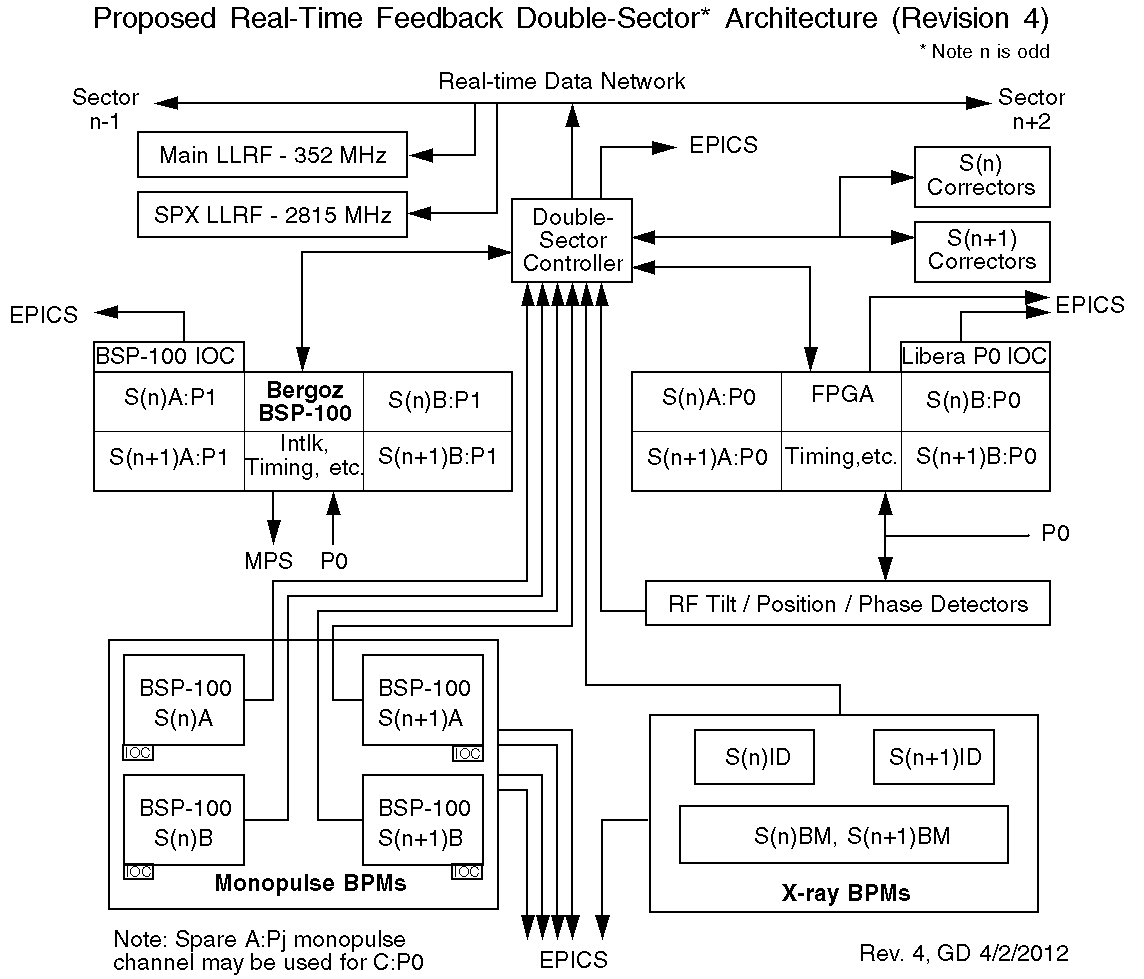 Proposed Real-Time Feedback Double-Sector* Architecture (Revision 4)
* Note n is odd
Real-time Data Network
Sector
n-1
Sector
n+2
Main LLRF - 352 MHz
EPICS
SPX LLRF - 2815 MHz
Double-
Sector
Controller
S(n)
Correctors
S(n+1)
Correctors
EPICS
EPICS
BSP-100 IOC
S(n)A:P1
Bergoz
BSP-100
S(n)B:P1
S(n+1)A:P1
Intlk,
Timing, etc.
S(n+1)B:P1
Libera P0 IOC
S(n)A:P0
FPGA
S(n)B:P0
S(n+1)A:P0
Timing,etc.
S(n+1)B:P0
MPS
P0
P0
RF Tilt / Position / Phase Detectors
BSP-100
S(n)A
IOC
BSP-100
S(n+1)A
IOC
BSP-100
S(n)B
IOC
BSP-100
S(n+1)B
IOC
Monopulse BPMs
S(n)ID
S(n+1)ID
S(n)BM, S(n+1)BM
X-ray BPMs
Note: Spare A:Pj monopulse
channel may be used for C:P0
EPICS
Rev. 4, GD 4/2/2012